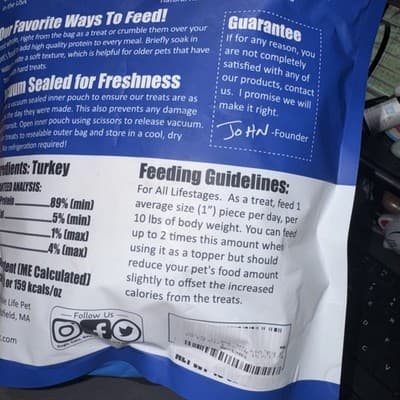 in the USA
Our Favorite Ways To Feed!
whole, right from the bag as a treat or crumble them over your
add high quality protein to every meal. Briefly soak in
with a soft texture, which is helpful for older pets that have
hard treats.
Sealed for Freshness
vacuum sealed inner pouch to ensure our treats are as
the day they were made. This also prevents any damage
Open inner pouch using scissors to release vacuum.
treats to resealable outer bag and store in a cool, dry
No refrigeration required!
Guarantee
If for any reason, you
are not completely
satisfied with any of
our products, contact
us. I promise we will
make it right.
JOHN -Founder
Turkey
ANALYSIS:
89% (min)
5% (min)
1% (max)
4% (max)
(ME Calculated)
or 159 kcals/oz
Life Pet
MA
.com
Feeding Guidelines:
For All Lifestages. As a treat, feed 1
average size (1") piece per day, per
10 lbs of body weight. You can feed
up to 2 times this amount when
using it as a topper but should
reduce your pet's food amount
slightly to offset the increased
calories from the treats.
Follow Us